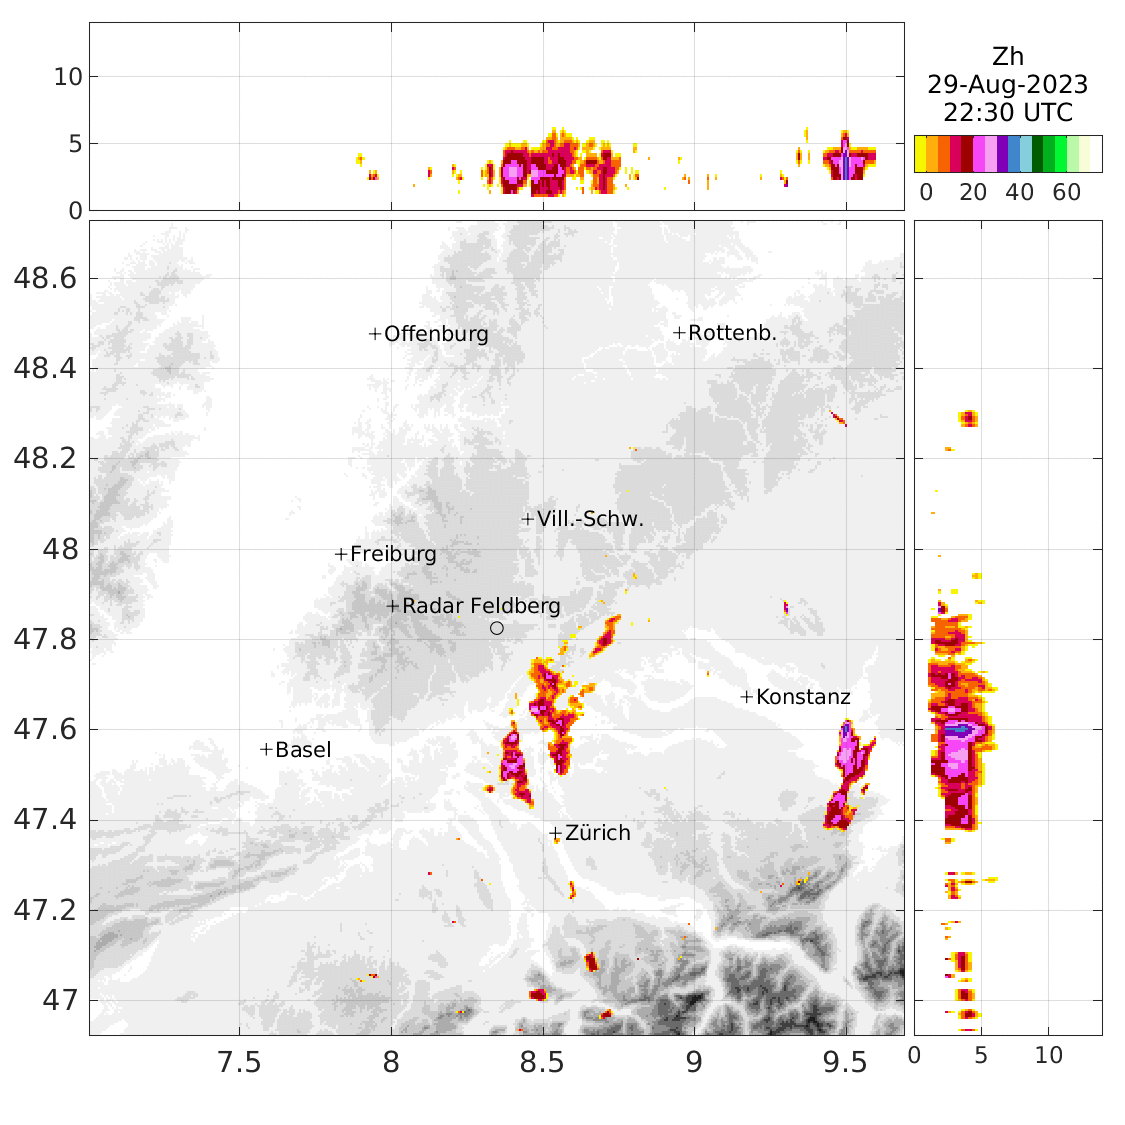 10
5
0
Zh
29-Aug-2023
22:30 UTC
0 20 40 60
48.6
48.4
48.2
48
47.8
47.6
47.4
47.2
47
+Offenburg
+Rottenb.
+Vill.-Schw.
+Freiburg
+Radar Feldberg
+Konstanz
+Basel
+Zürich
7.5 8 8.5 9 9.5
0 5 10